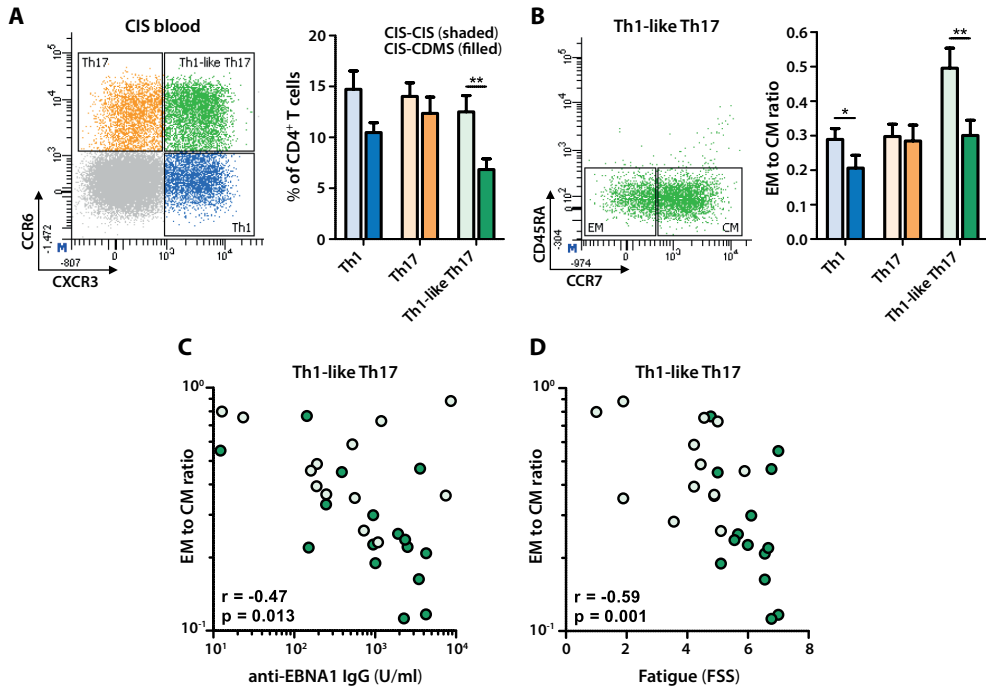 A
CIS blood
Th17
Th1-like Th17
Th1
10^5
10^4
10^3
0
-1,472
M
-807
0
10^3
10^4
CCR6
CXCR3
20
15
10
5
0
% of CD4+ T cells
CIS-CIS (shaded)
CIS-CDMS (filled)
**
Th1
Th17
Th1-like Th17
B
Th1-like Th17
10^5
10^4
10^3
10^2
0
-304
M
-974
0
10^3
10^4
EM
CM
CD45RA
CCR7
0.6
0.5
0.4
0.3
0.2
0.1
0.0
EM to CM ratio
*
**
Th1
Th17
Th1-like Th17
C
Th1-like Th17
10^0
10^-1
EM to CM ratio
r = -0.47
p = 0.013
10^1
10^2
10^3
10^4
anti-EBNA1 IgG (U/ml)
D
Th1-like Th17
10^0
10^-1
EM to CM ratio
r = -0.59
p = 0.001
0
2
4
6
8
Fatigue (FSS)